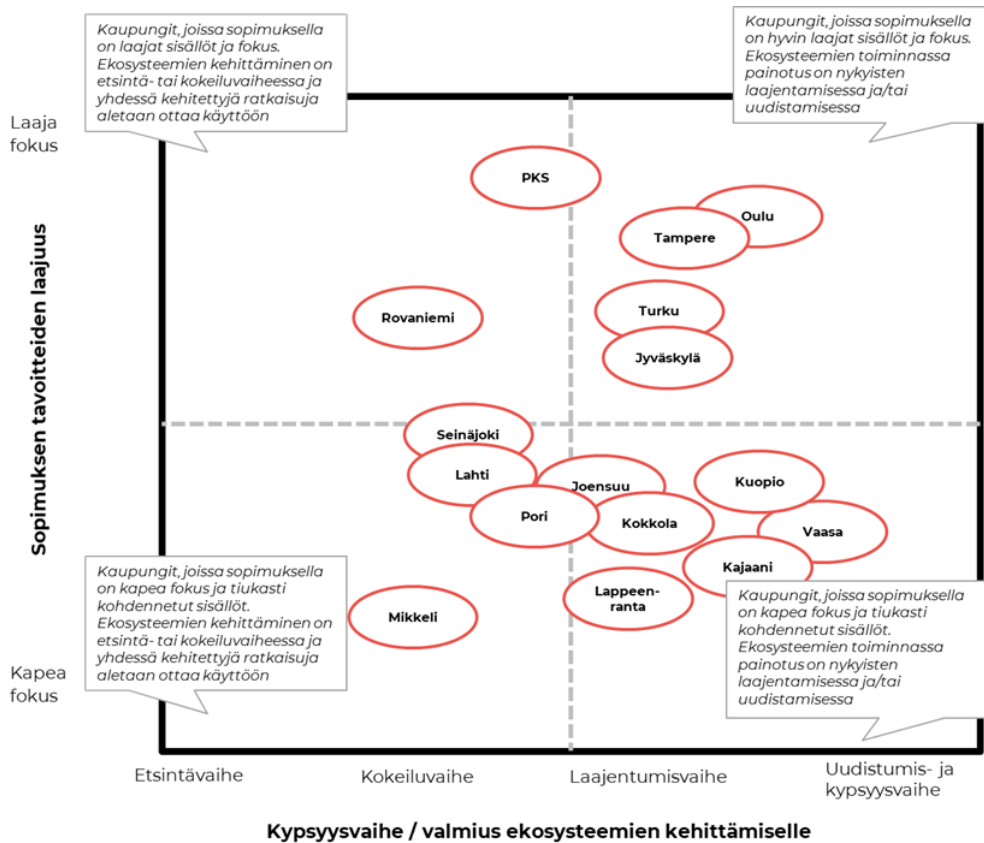 Kaupungit, joissa sopimuksella
on laajat sisällöt ja fokus.
Ekosysteemien kehittäminen on
etsintä- tai kokeiluvaiheessa ja
yhdessä kehitettyjä ratkaisuja
aletaan ottaa käyttöön
Kaupungit, joissa sopimuksella
on hyvin laajat sisällöt ja fokus.
Ekosysteemien toiminnassa
painotus on nykyisten
laajentamisessa ja/tai
uudistamisessa
Laaja
fokus
Sopimuksen tavoitteiden laajuus
PKS
Oulu
Tampere
Rovaniemi
Turku
Jyväskylä
Seinäjoki
Lahti
Joensuu
Kuopio
Pori
Kokkola
Vaasa
Kajaani
Lappeen-
ranta
Mikkeli
Kaupungit, joissa sopimuksella
on kapea fokus ja tiukasti
kohdennetut sisällöt.
Ekosysteemien kehittäminen on
etsintä- tai kokeiluvaiheessa ja
yhdessä kehitettyjä ratkaisuja
aletaan ottaa käyttöön
Kaupungit, joissa sopimuksella
on kapea fokus ja tiukasti
kohdennetut sisällöt.
Ekosysteemien toiminnassa
painotus on nykyisten
laajentamisessa ja/tai
uudistamisessa
Kapea
fokus
Etsintävaihe
Kokeiluvaihe
Laajentumisvaihe
Uudistumis- ja
kypsyysvaihe
Kypsyysvaihe / valmius ekosysteemien kehittämiselle